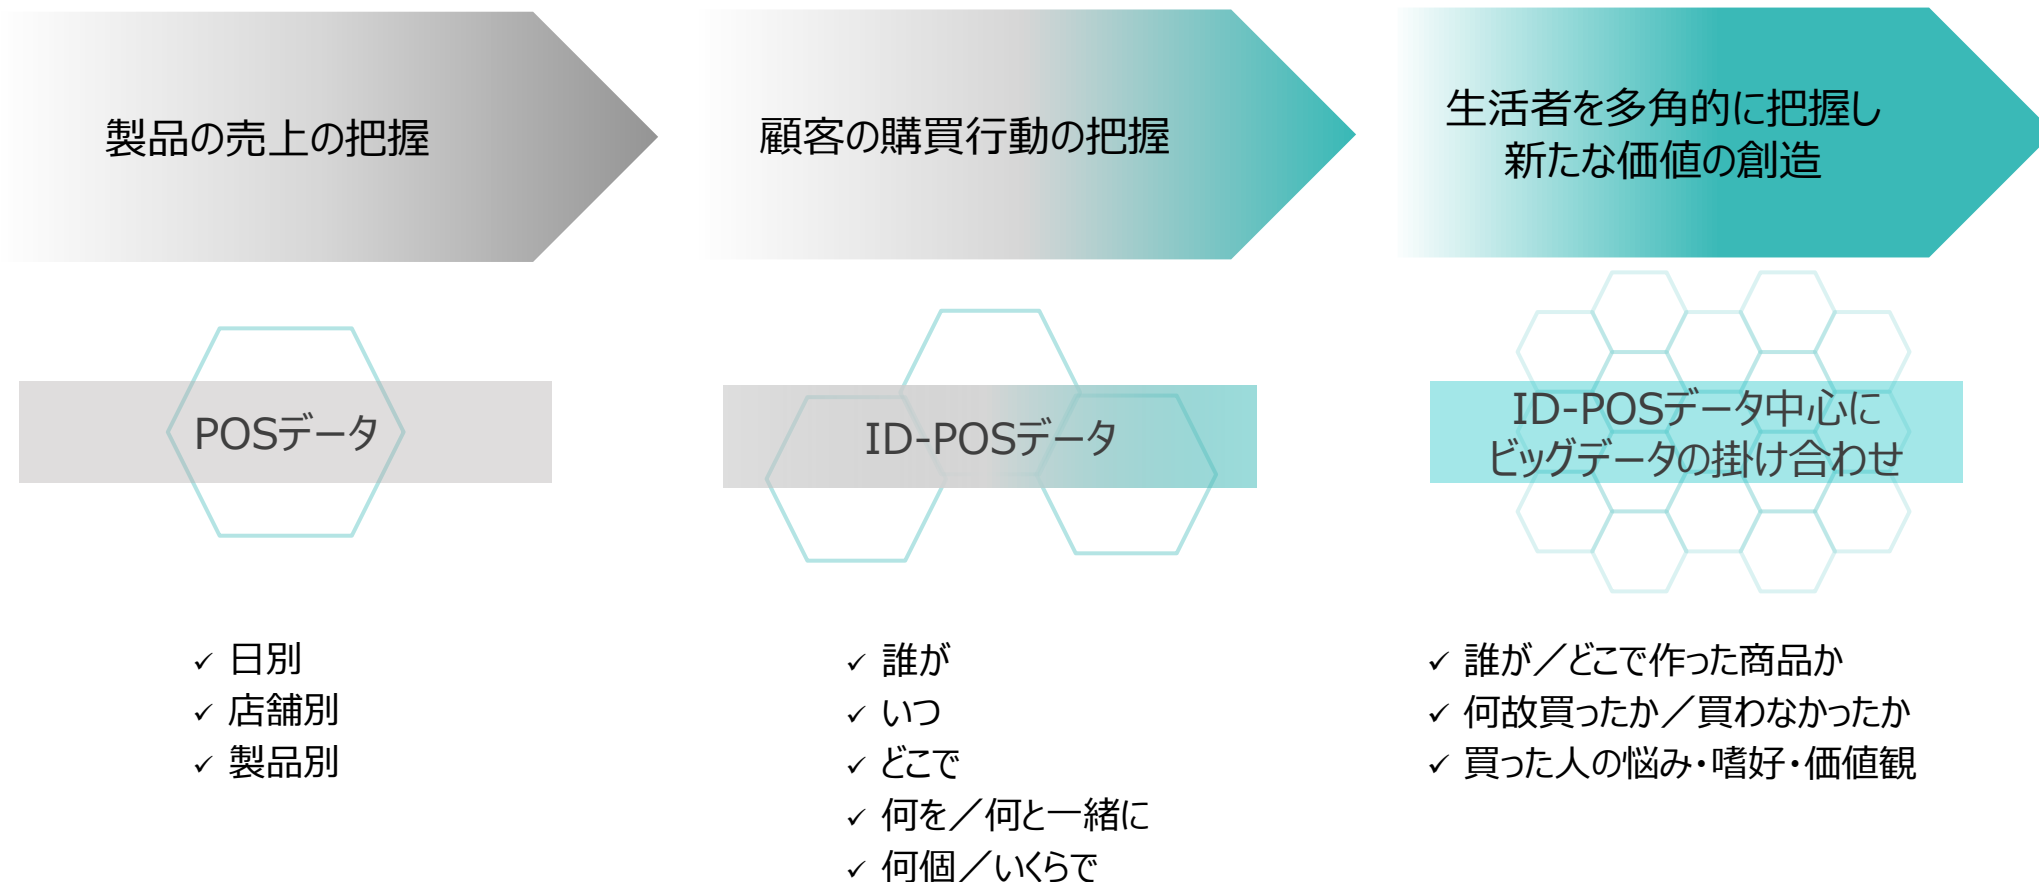 製品の売上の把握
顧客の購買行動の把握
生活者を多角的に把握し
新たな価値の創造
POSデータ
ID-POSデータ
ID-POSデータ中心に
ビッグデータの掛け合わせ
✓ 日別
✓ 店舗別
✓ 製品別
✓ 誰が
✓ いつ
✓ どこで
✓ 何を／何と一緒に
✓ 何個／いくらで
✓ 誰が／どこで作った商品か
✓ 何故買ったか／買わなかったか
✓ 買った人の悩み・嗜好・価値観